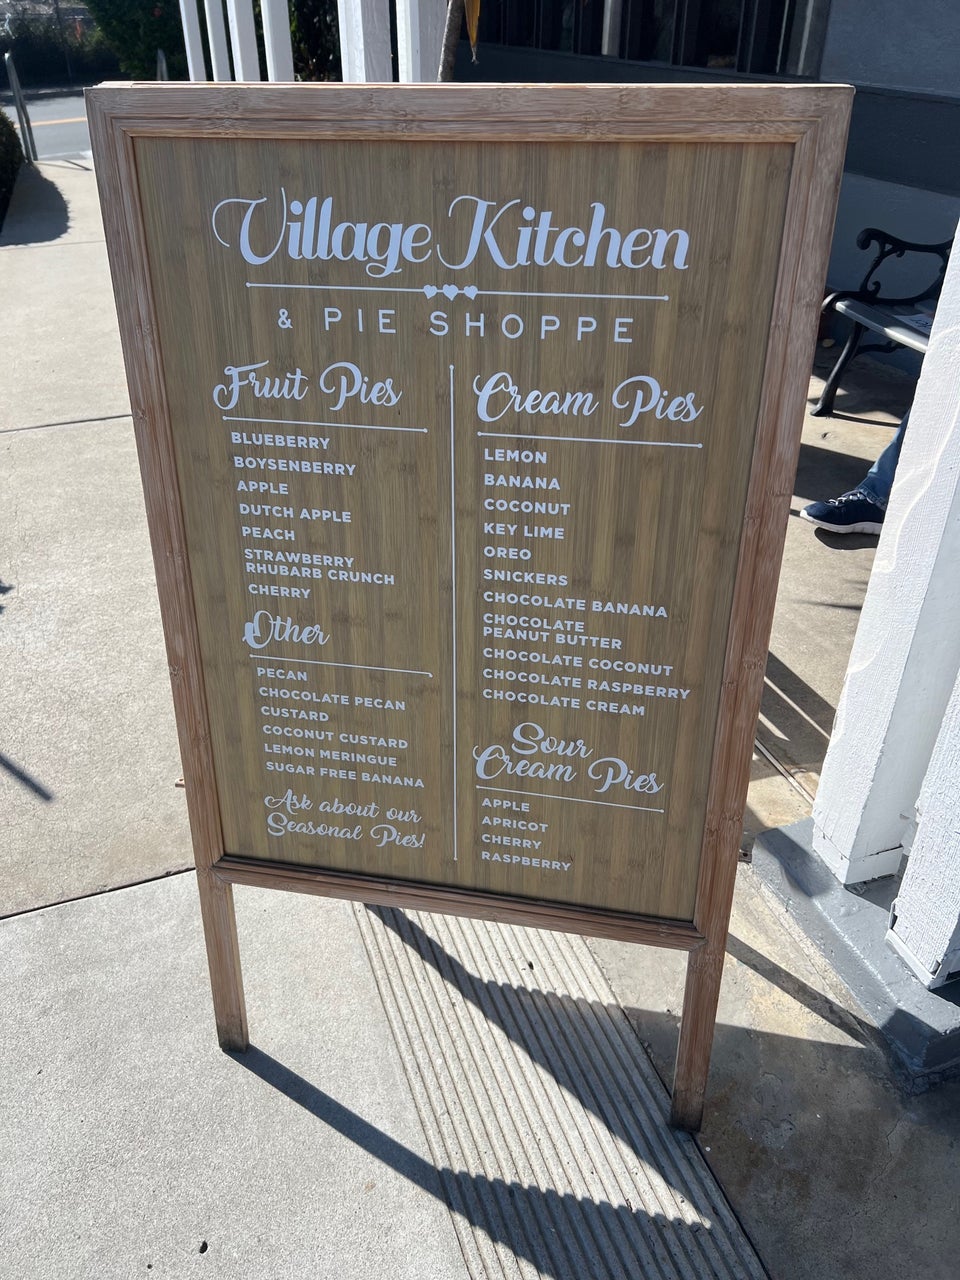 Village Kitchen
& PIE SHOPPE
Fruit Pies
BLUEBERRY
BOYSENBERRY
APPLE
DUTCH APPLE
PEACH
STRAWBERRY
RHUBARB CRUNCH
CHERRY
Other
PECAN
CHOCOLATE PECAN
CUSTARD
COCONUT CUSTARD
LEMON MERINGUE
SUGAR FREE BANANA
Ask about our
Seasonal Pies!
Cream Pies
LEMON
BANANA
COCONUT
KEY LIME
OREO
SNICKERS
CHOCOLATE BANANA
CHOCOLATE
PEANUT BUTTER
CHOCOLATE COCONUT
CHOCOLATE RASPBERRY
CHOCOLATE CREAM
Sour
Cream Pies
APPLE
APRICOT
CHERRY
RASPBERRY